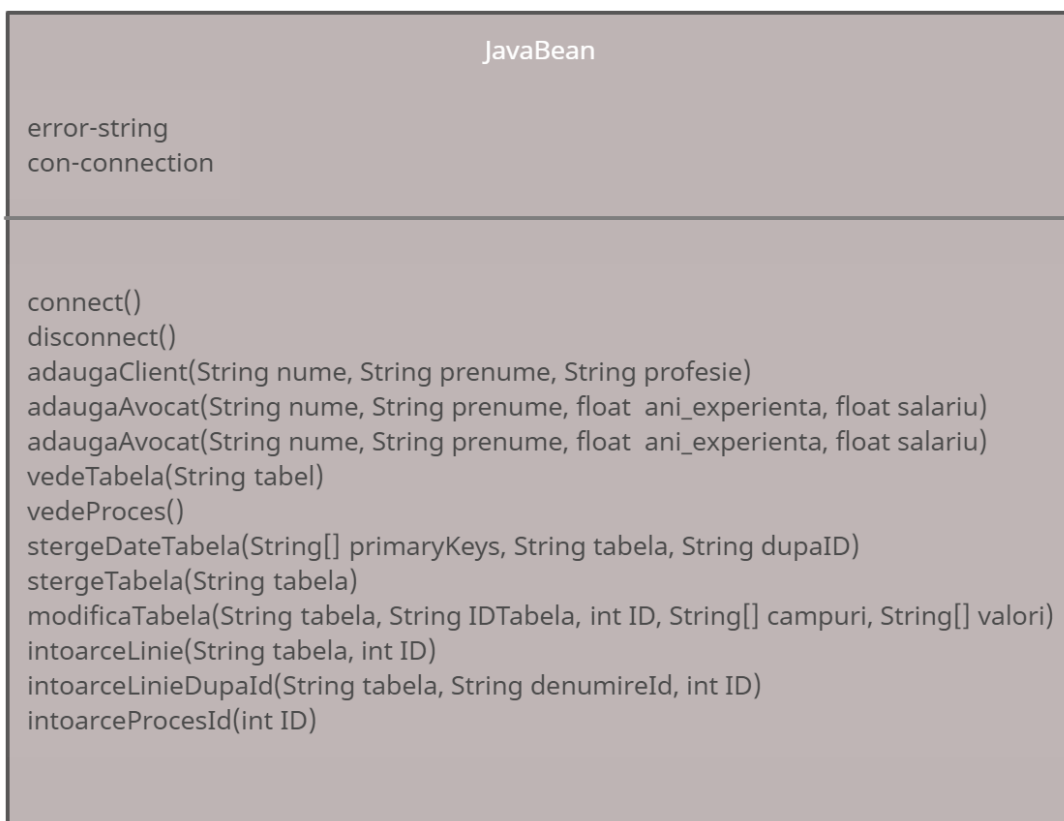 JavaBean
error-string
con-connection
connect()
disconnect()
adaugaClient(String nume, String prenume, String profesie)
adaugaAvocat(String nume, String prenume, float  ani_experienta, float salariu)
adaugaAvocat(String nume, String prenume, float  ani_experienta, float salariu)
vedeTabela(String tabel)
vedeProces()
stergeDateTabela(String[] primaryKeys, String tabela, String dupaID)
stergeTabela(String tabela)
modificaTabela(String tabela, String IDTabela, int ID, String[] campuri, String[] valori)
intoarceLinie(String tabela, int ID)
intoarceLinieDupaId(String tabela, String denumireId, int ID)
intoarceProcesId(int ID)